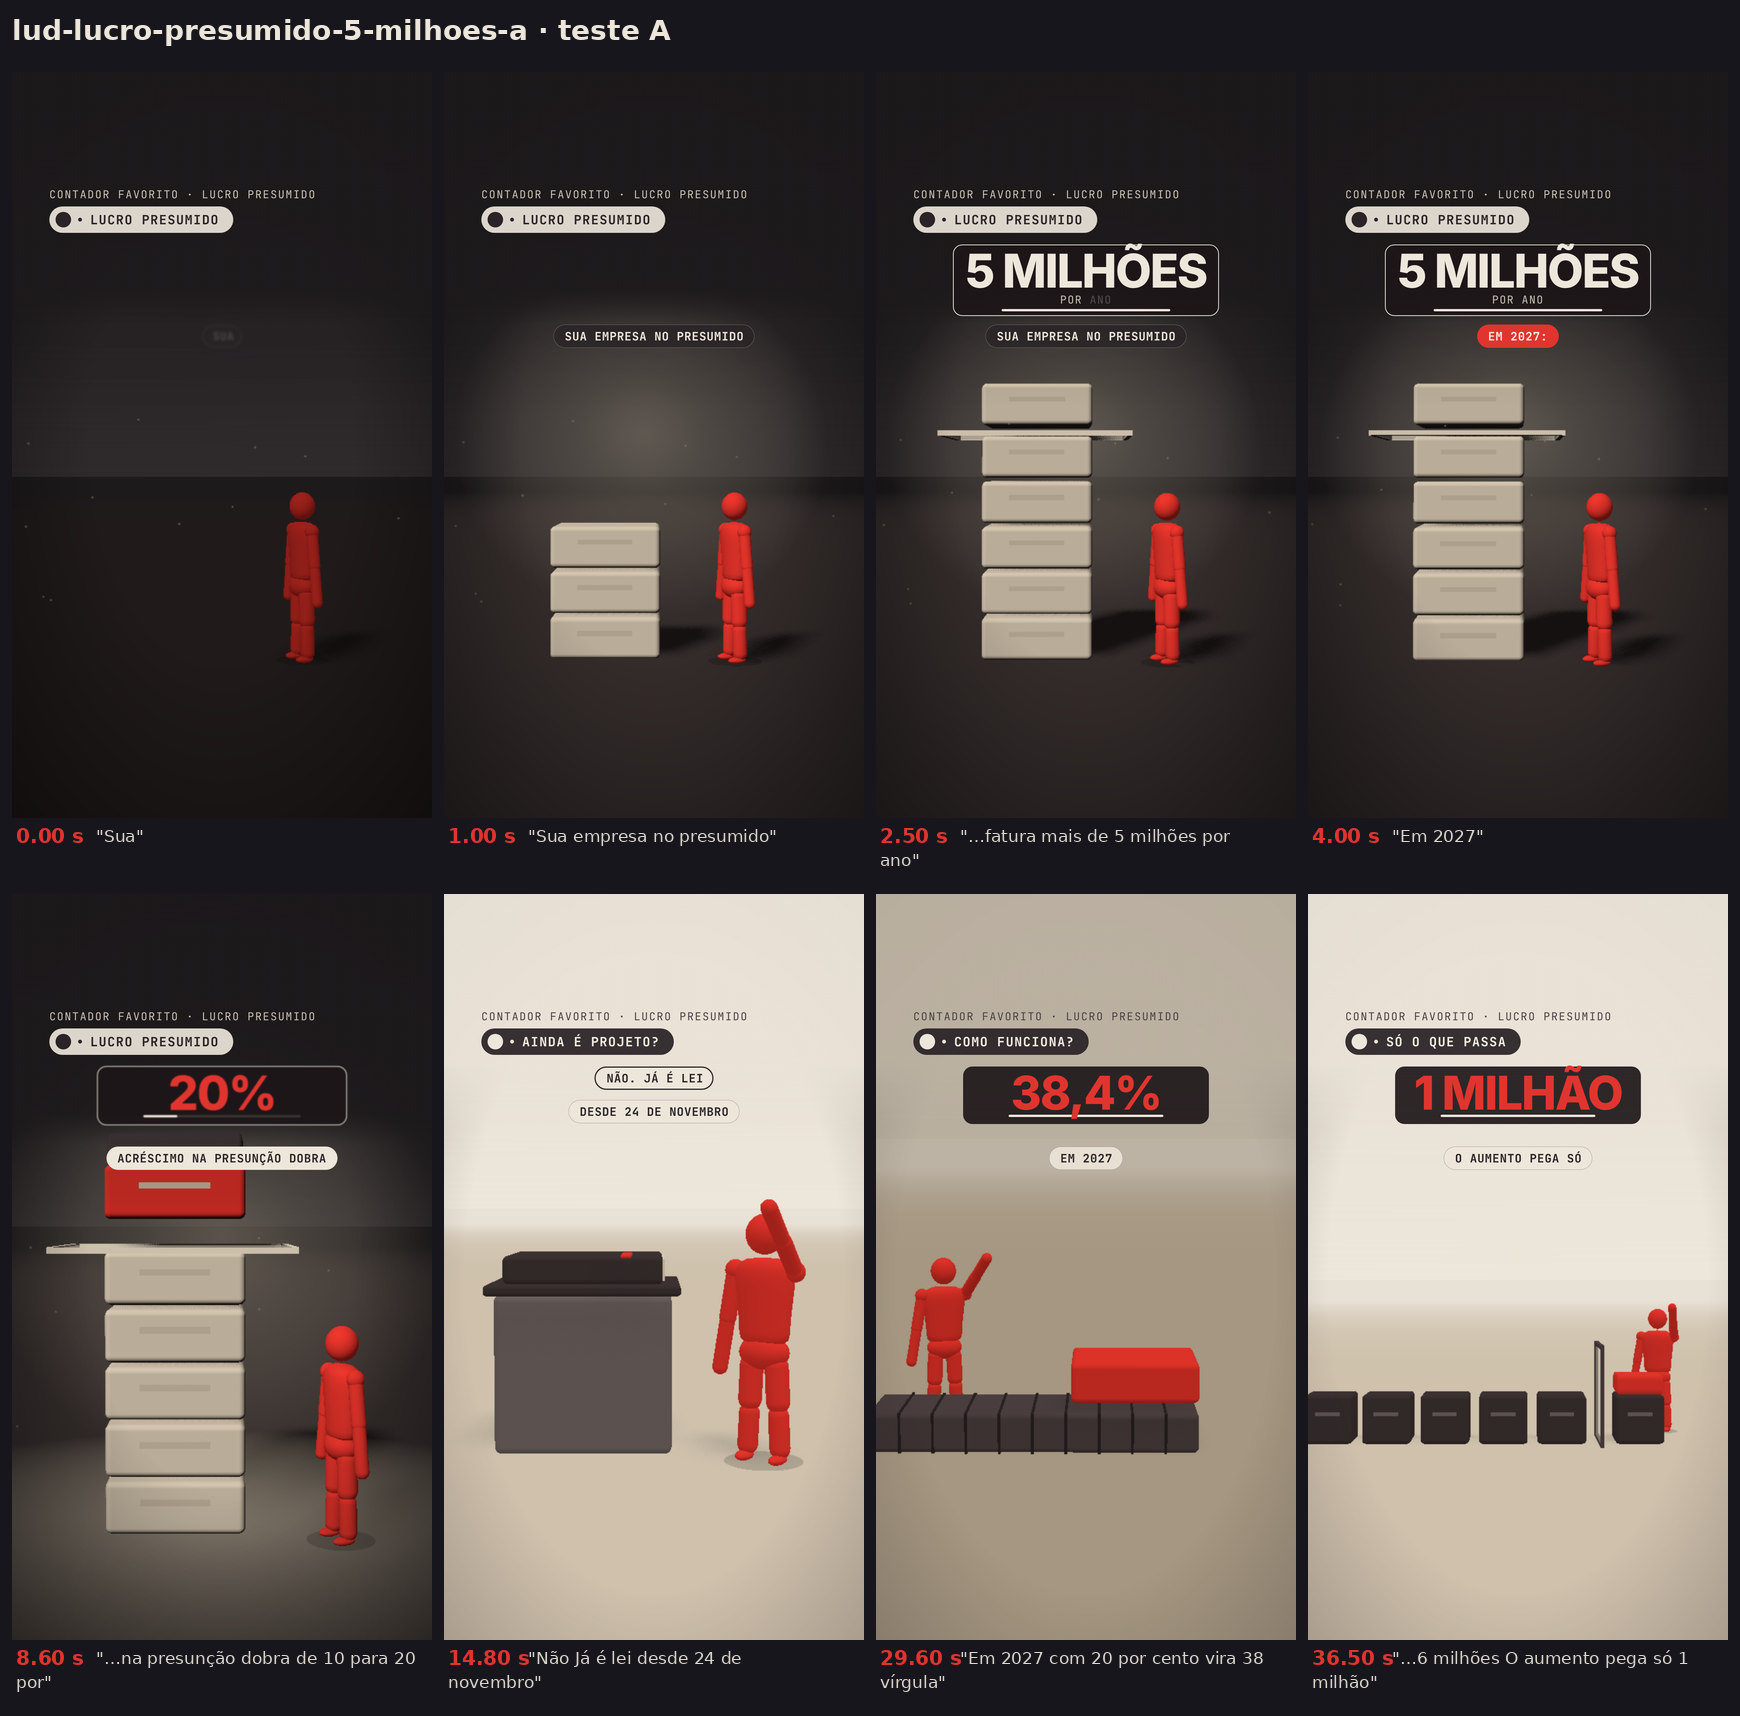 lud-lucro-presumido-5-milhoes-a · teste A
CONTADOR FAVORITO · LUCRO PRESUMIDO
• LUCRO PRESUMIDO
SUA
0.00 s "Sua"
CONTADOR FAVORITO · LUCRO PRESUMIDO
• LUCRO PRESUMIDO
SUA EMPRESA NO PRESUMIDO
1.00 s "Sua empresa no presumido"
CONTADOR FAVORITO · LUCRO PRESUMIDO
• LUCRO PRESUMIDO
5 MILHÕES
POR ANO
SUA EMPRESA NO PRESUMIDO
2.50 s "...fatura mais de 5 milhões por
ano"
CONTADOR FAVORITO · LUCRO PRESUMIDO
• LUCRO PRESUMIDO
5 MILHÕES
POR ANO
EM 2027:
4.00 s "Em 2027"
CONTADOR FAVORITO · LUCRO PRESUMIDO
• LUCRO PRESUMIDO
20%
ACRÉSCIMO NA PRESUNÇÃO DOBRA
8.60 s "...na presunção dobra de 10 para 20
por"
CONTADOR FAVORITO · LUCRO PRESUMIDO
• AINDA É PROJETO?
NÃO. JÁ É LEI
DESDE 24 DE NOVEMBRO
14.80 s "Não Já é lei desde 24 de
novembro"
CONTADOR FAVORITO · LUCRO PRESUMIDO
• COMO FUNCIONA?
38,4%
EM 2027
29.60 s "Em 2027 com 20 por cento vira 38
vírgula"
CONTADOR FAVORITO · LUCRO PRESUMIDO
• SÓ O QUE PASSA
1 MILHÃO
O AUMENTO PEGA SÓ
36.50 s "...6 milhões O aumento pega só 1
milhão"